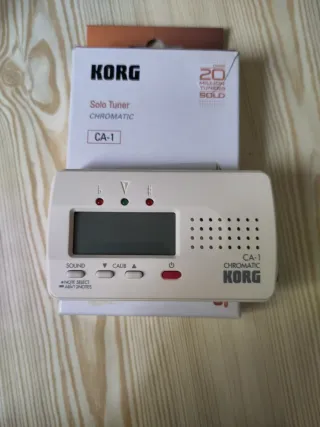 KORG
Solo Tuner
CHROMATIC
CA-1
20
MILLION
TUNERS
SOLD
♭ ♯
SOUND ▼ CALIB ▲
CA-1
CHROMATIC
KORG